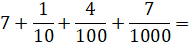 7 + 1/10 + 4/100 + 7/1000 =